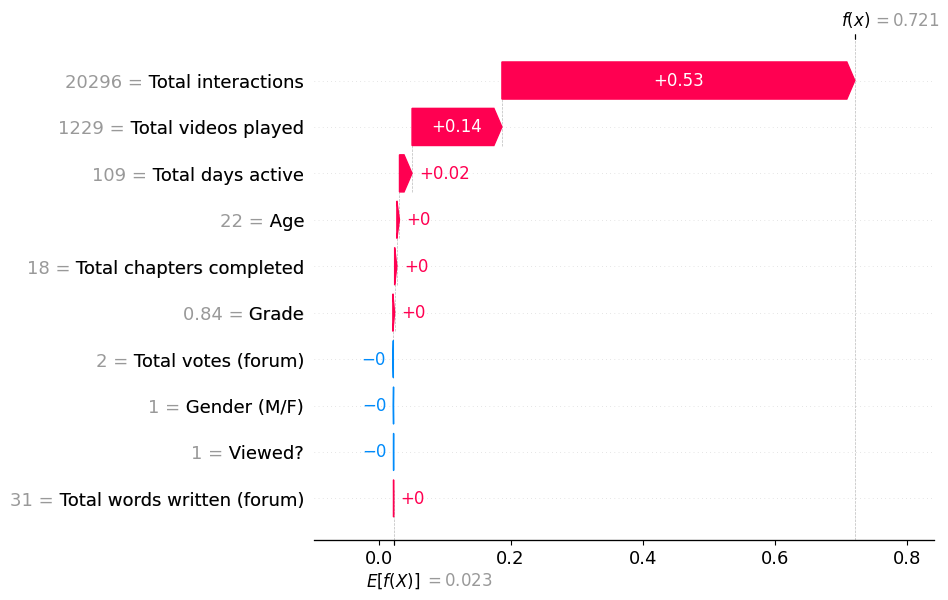 f(x) = 0.721
20296 = Total interactions
+0.53
1229 = Total videos played
+0.14
109 = Total days active
+0.02
22 = Age
+0
18 = Total chapters completed
+0
0.84 = Grade
+0
2 = Total votes (forum)
−0
1 = Gender (M/F)
−0
1 = Viewed?
−0
31 = Total words written (forum)
+0
0.0 0.2 0.4 0.6 0.8
E[f(X)] = 0.023